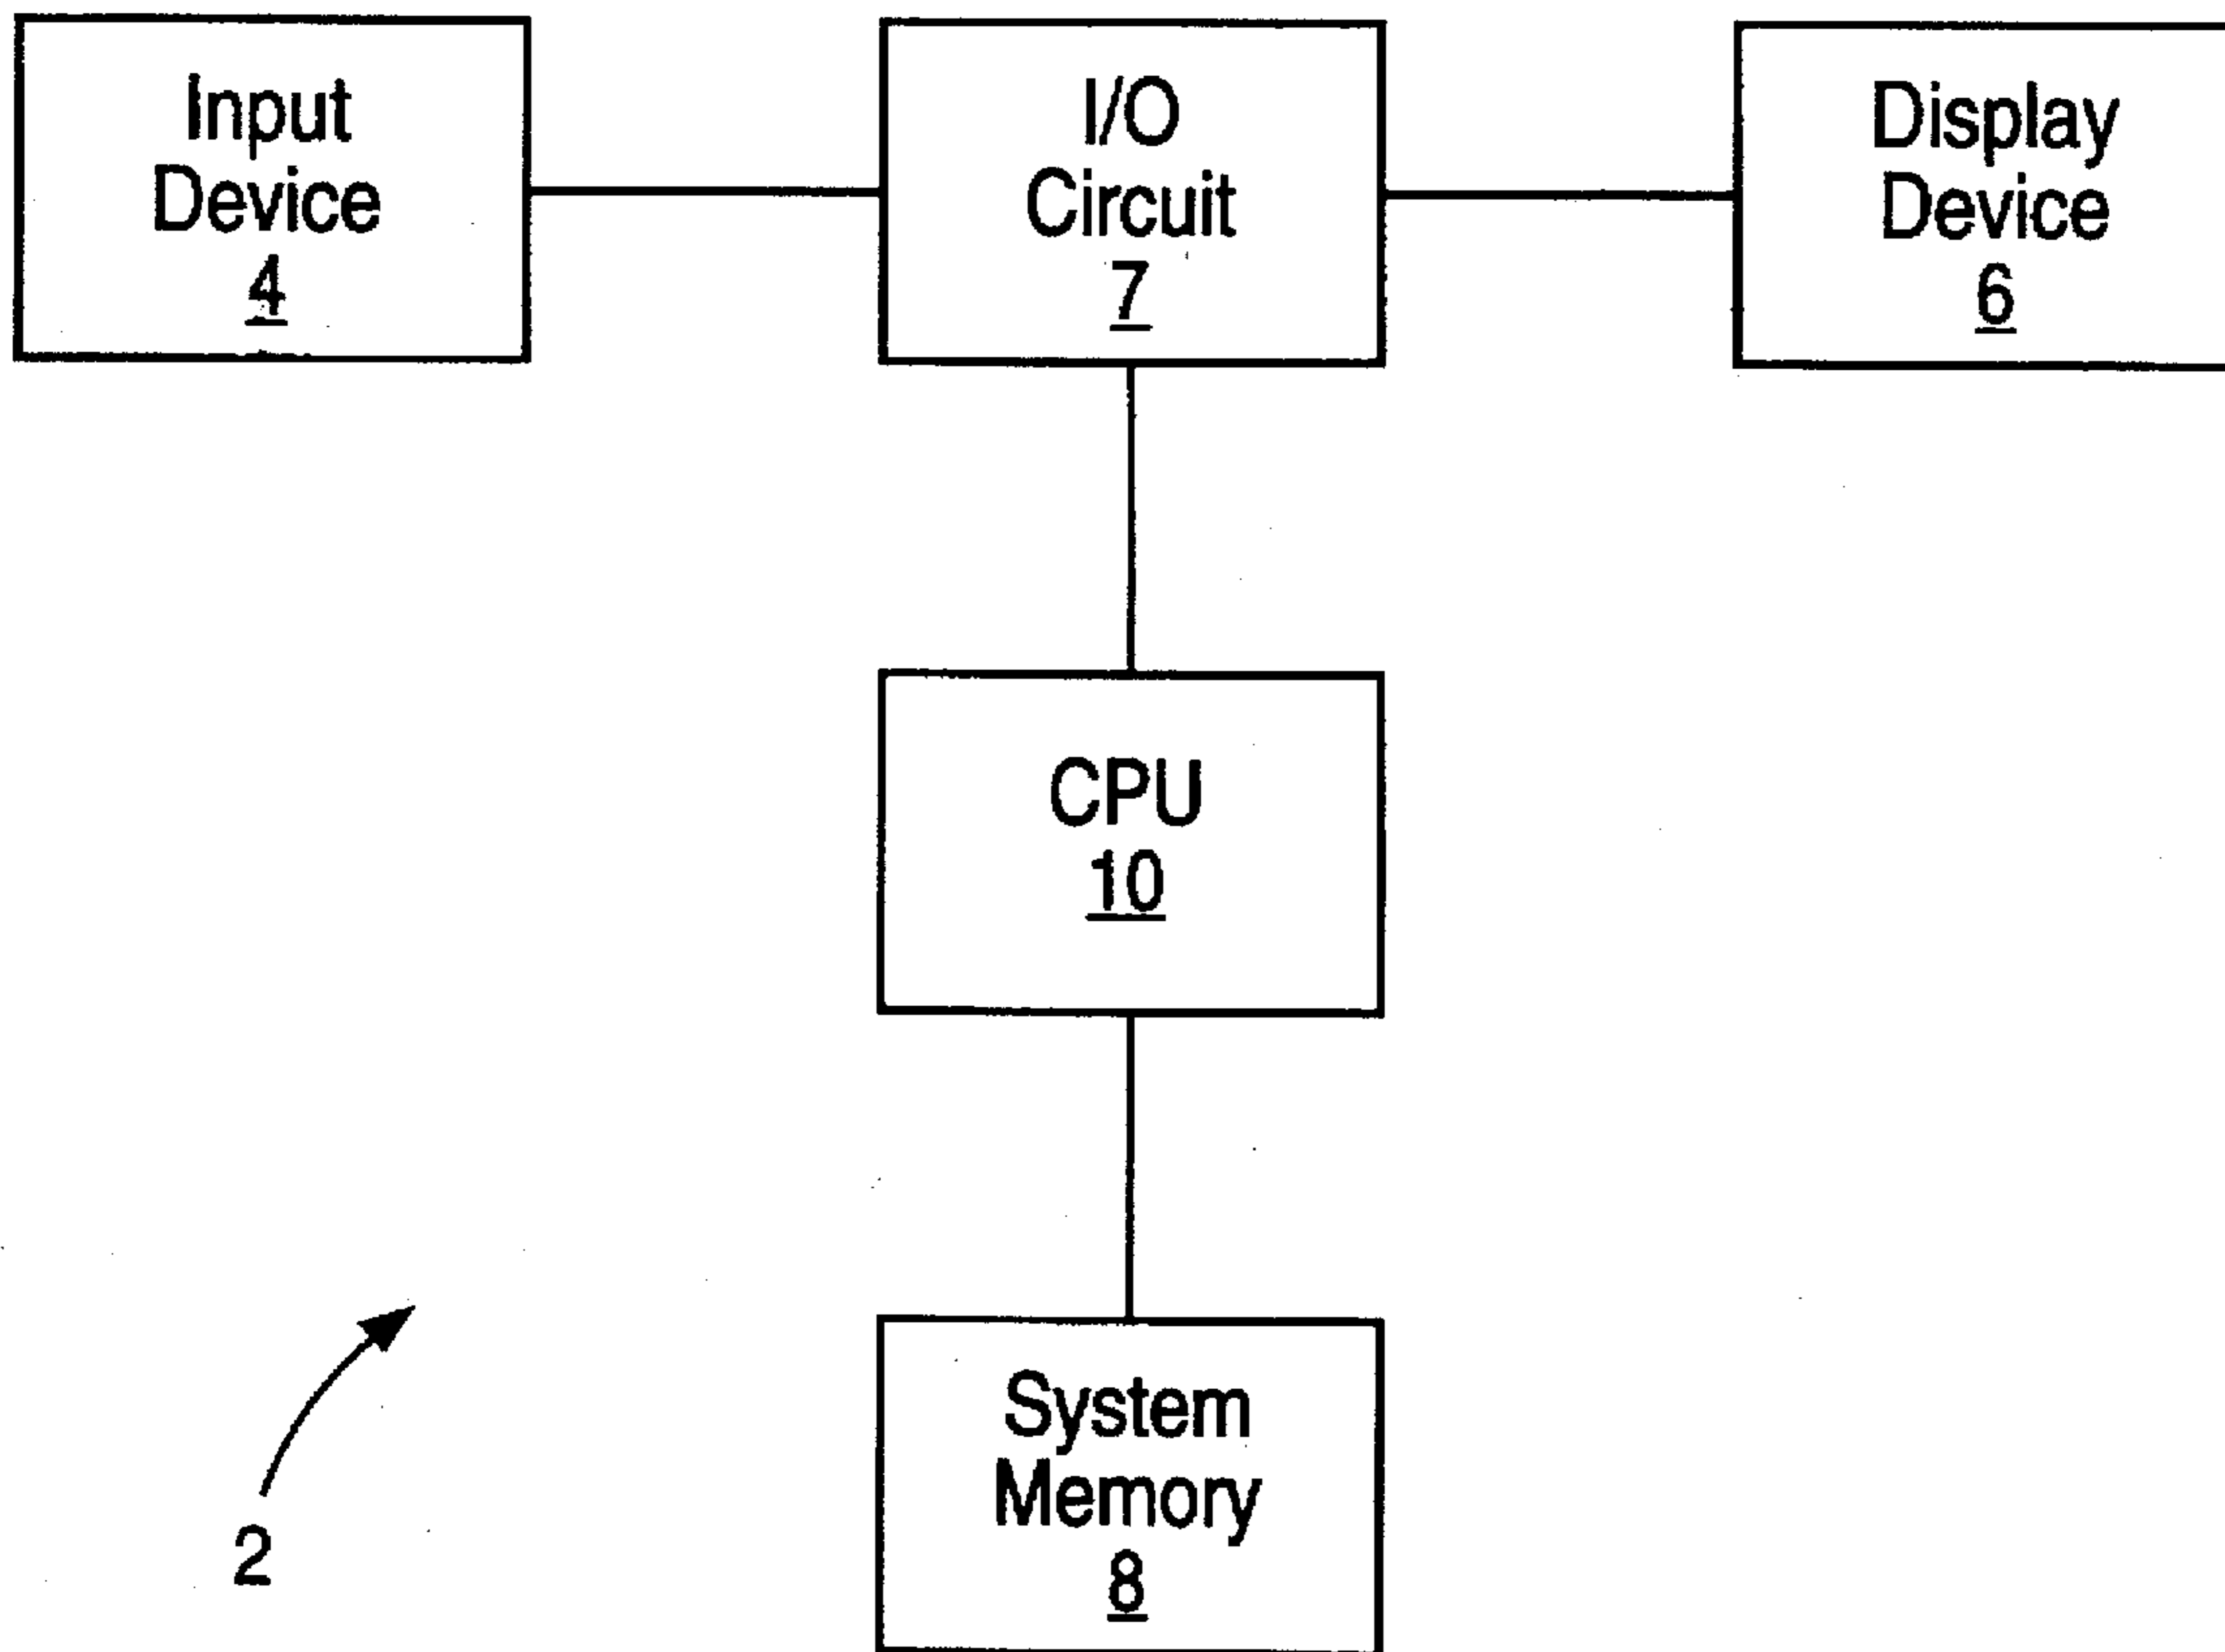 Input
Device
4
I/O
Circuit
7
Display
Device
6
CPU
10
System
Memory
8
2